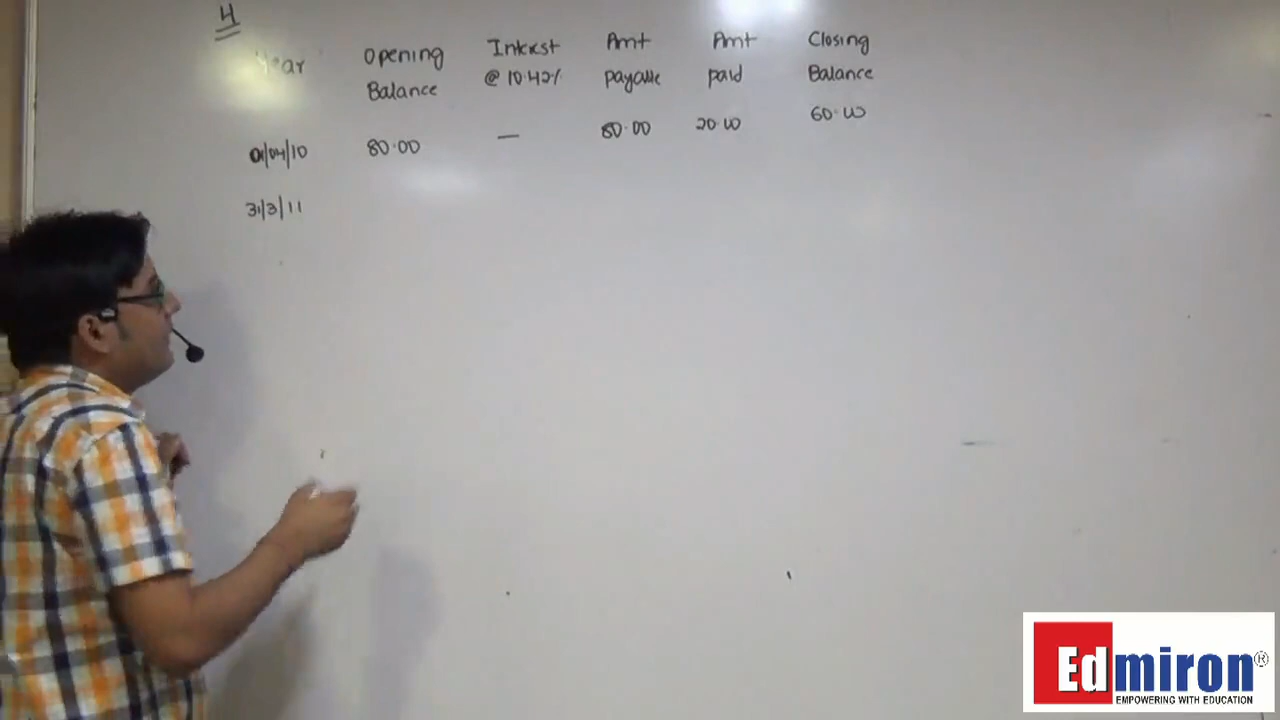 4
Year Opening Balance Interest @ 10.42% Amt payable Amt paid Closing Balance
01/04/10 80.00 — 80.00 20.00 60.00
31/3/11
Edmiron®
EMPOWERING WITH EDUCATION